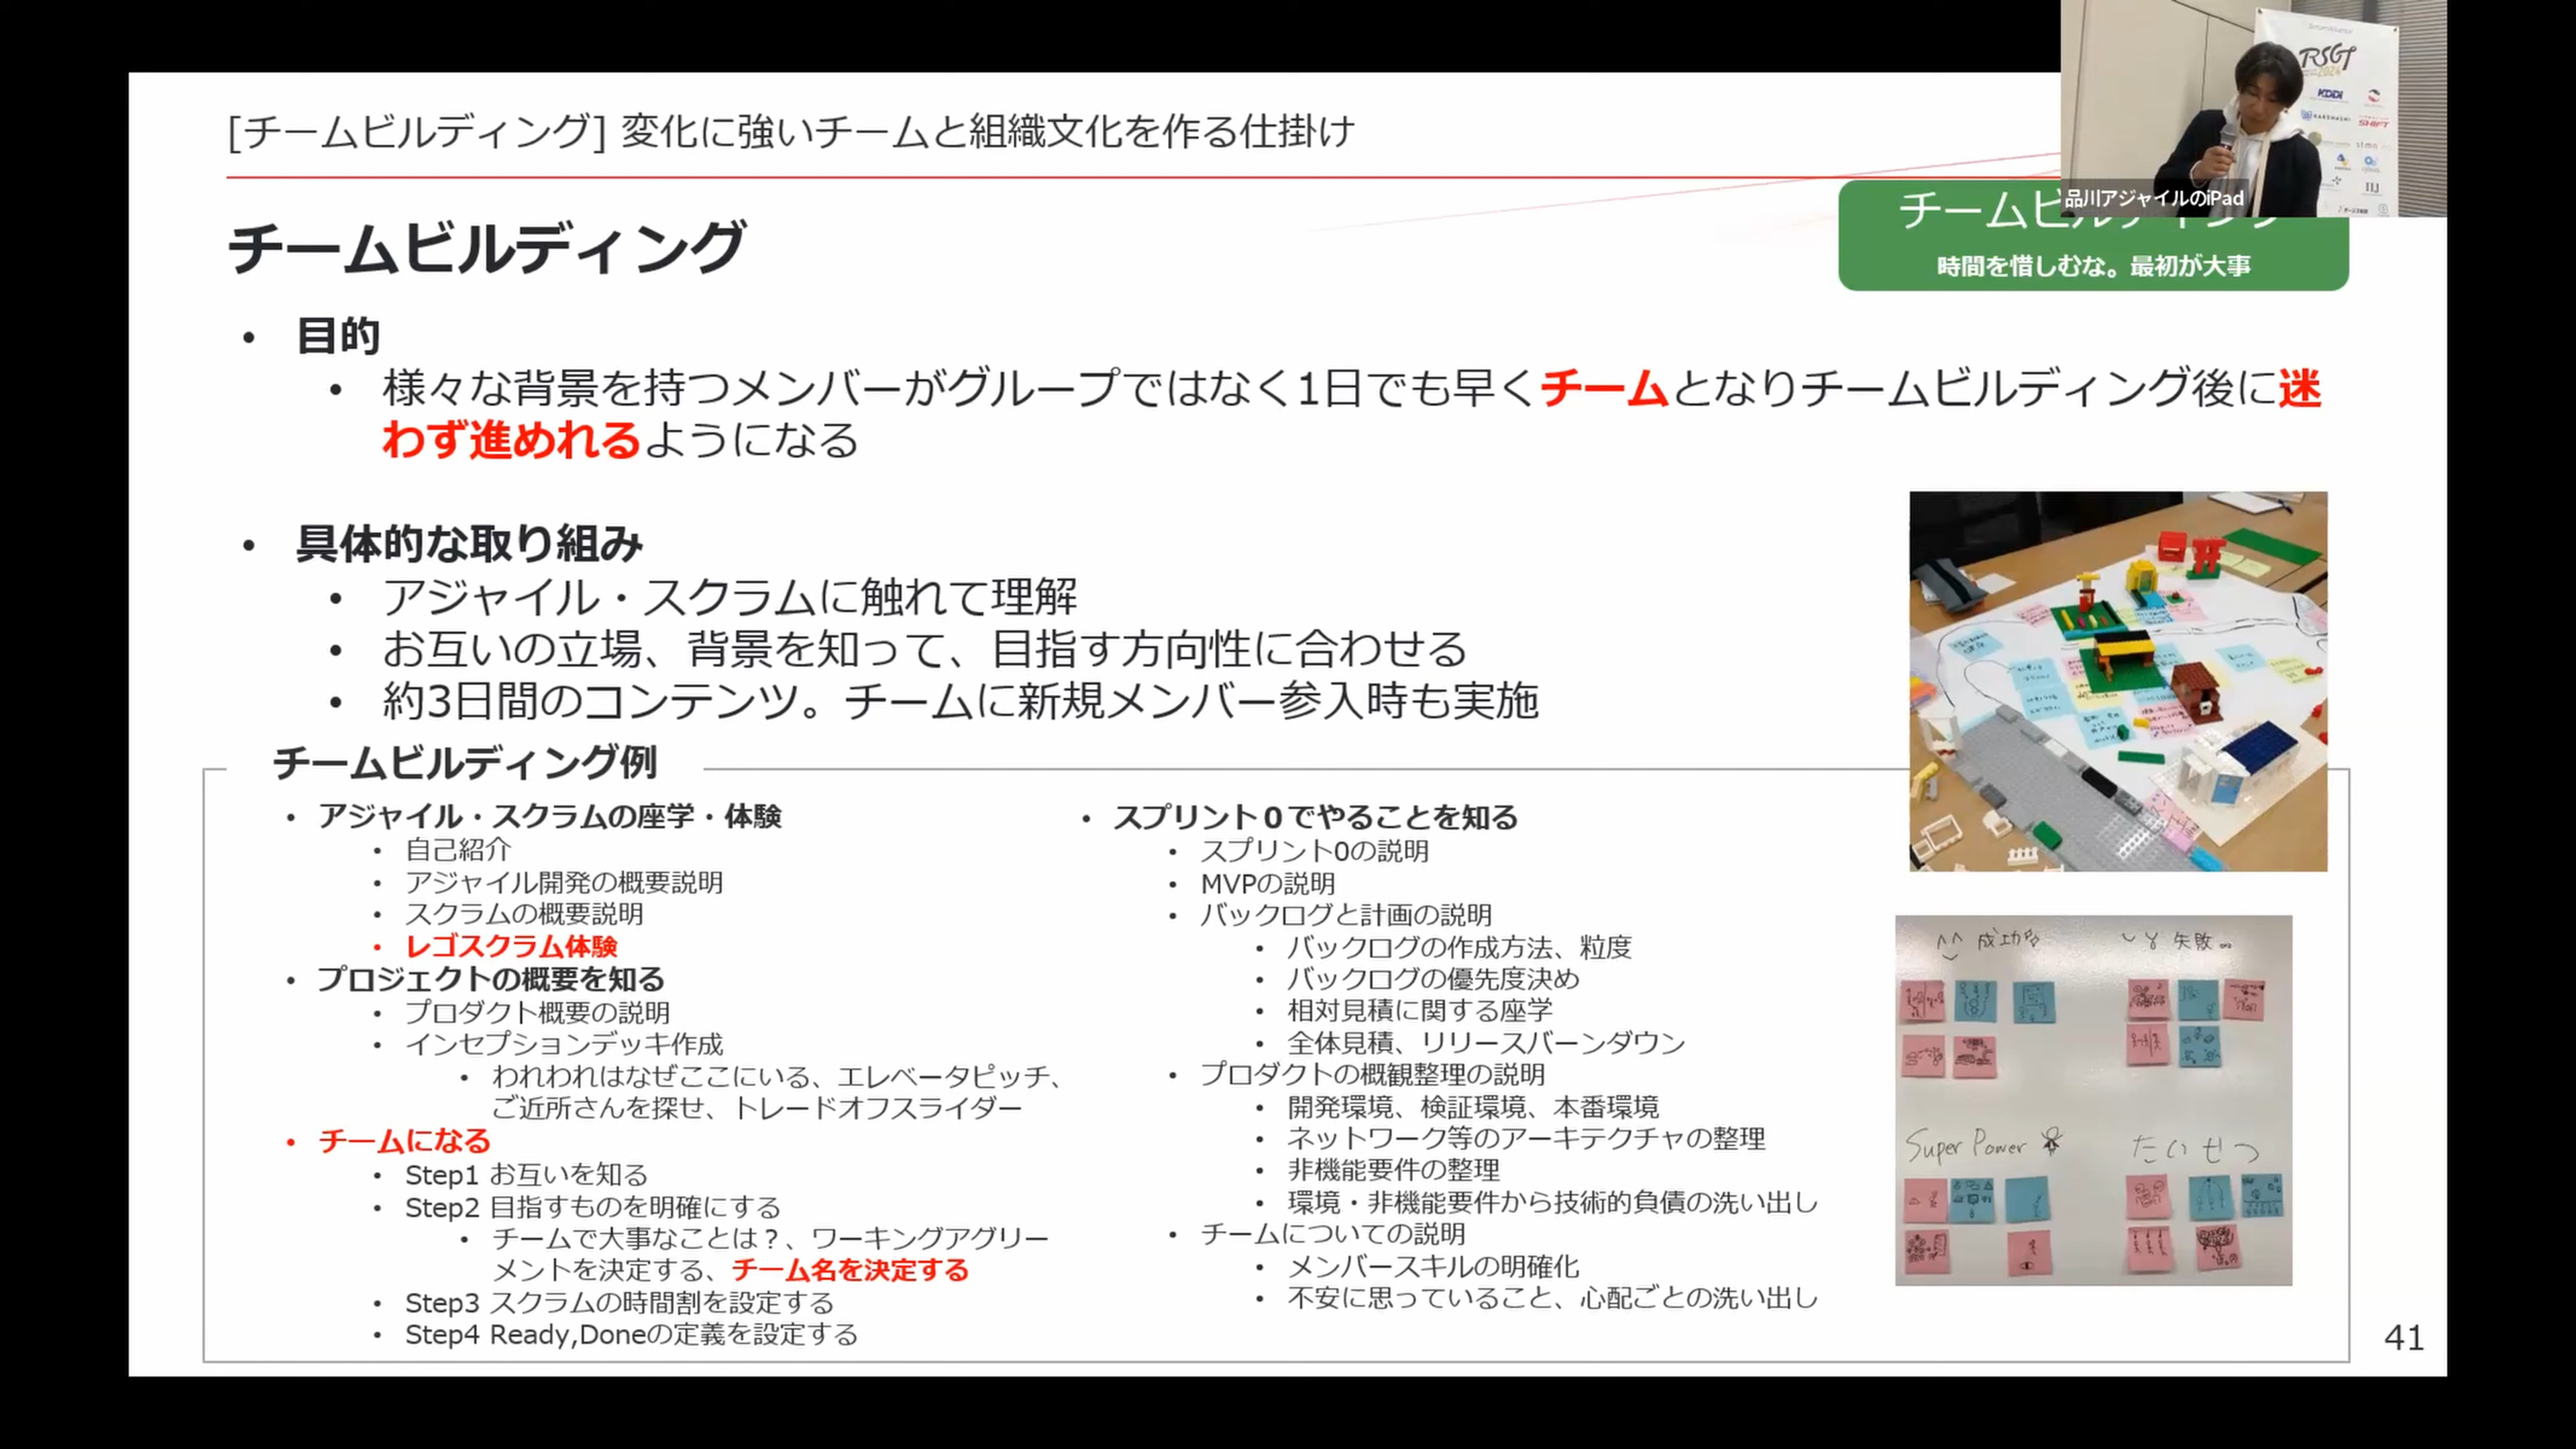 [チームビルディング] 変化に強いチームと組織文化を作る仕掛け
RSGT
2024
KDDI
KAKEHASHI
SHIFT
IIJ
品川アジャイルのiPad
チームビルディング
チームビルディング
時間を惜しむな。最初が大事
• 目的
• 様々な背景を持つメンバーがグループではなく1日でも早くチームとなりチームビルディング後に迷
わず進めれるようになる
• 具体的な取り組み
• アジャイル・スクラムに触れて理解
• お互いの立場、背景を知って、目指す方向性に合わせる
• 約3日間のコンテンツ。チームに新規メンバー参入時も実施
チームビルディング例
• アジャイル・スクラムの座学・体験
• 自己紹介
• アジャイル開発の概要説明
• スクラムの概要説明
• レゴスクラム体験
• プロジェクトの概要を知る
• プロダクト概要の説明
• インセプションデッキ作成
• われわれはなぜここにいる、エレベータピッチ、
ご近所さんを探せ、トレードオフスライダー
• チームになる
• Step1 お互いを知る
• Step2 目指すものを明確にする
• チームで大事なことは？、ワーキングアグリー
メントを決定する、チーム名を決定する
• Step3 スクラムの時間割を設定する
• Step4 Ready,Doneの定義を設定する
• スプリント０でやることを知る
• スプリント0の説明
• MVPの説明
• バックログと計画の説明
• バックログの作成方法、粒度
• バックログの優先度決め
• 相対見積に関する座学
• 全体見積、リリースバーンダウン
• プロダクトの概観整理の説明
• 開発環境、検証環境、本番環境
• ネットワーク等のアーキテクチャの整理
• 非機能要件の整理
• 環境・非機能要件から技術的負債の洗い出し
• チームについての説明
• メンバースキルの明確化
• 不安に思っていること、心配ごとの洗い出し
成功
失敗
Super Power
たいせつ
41